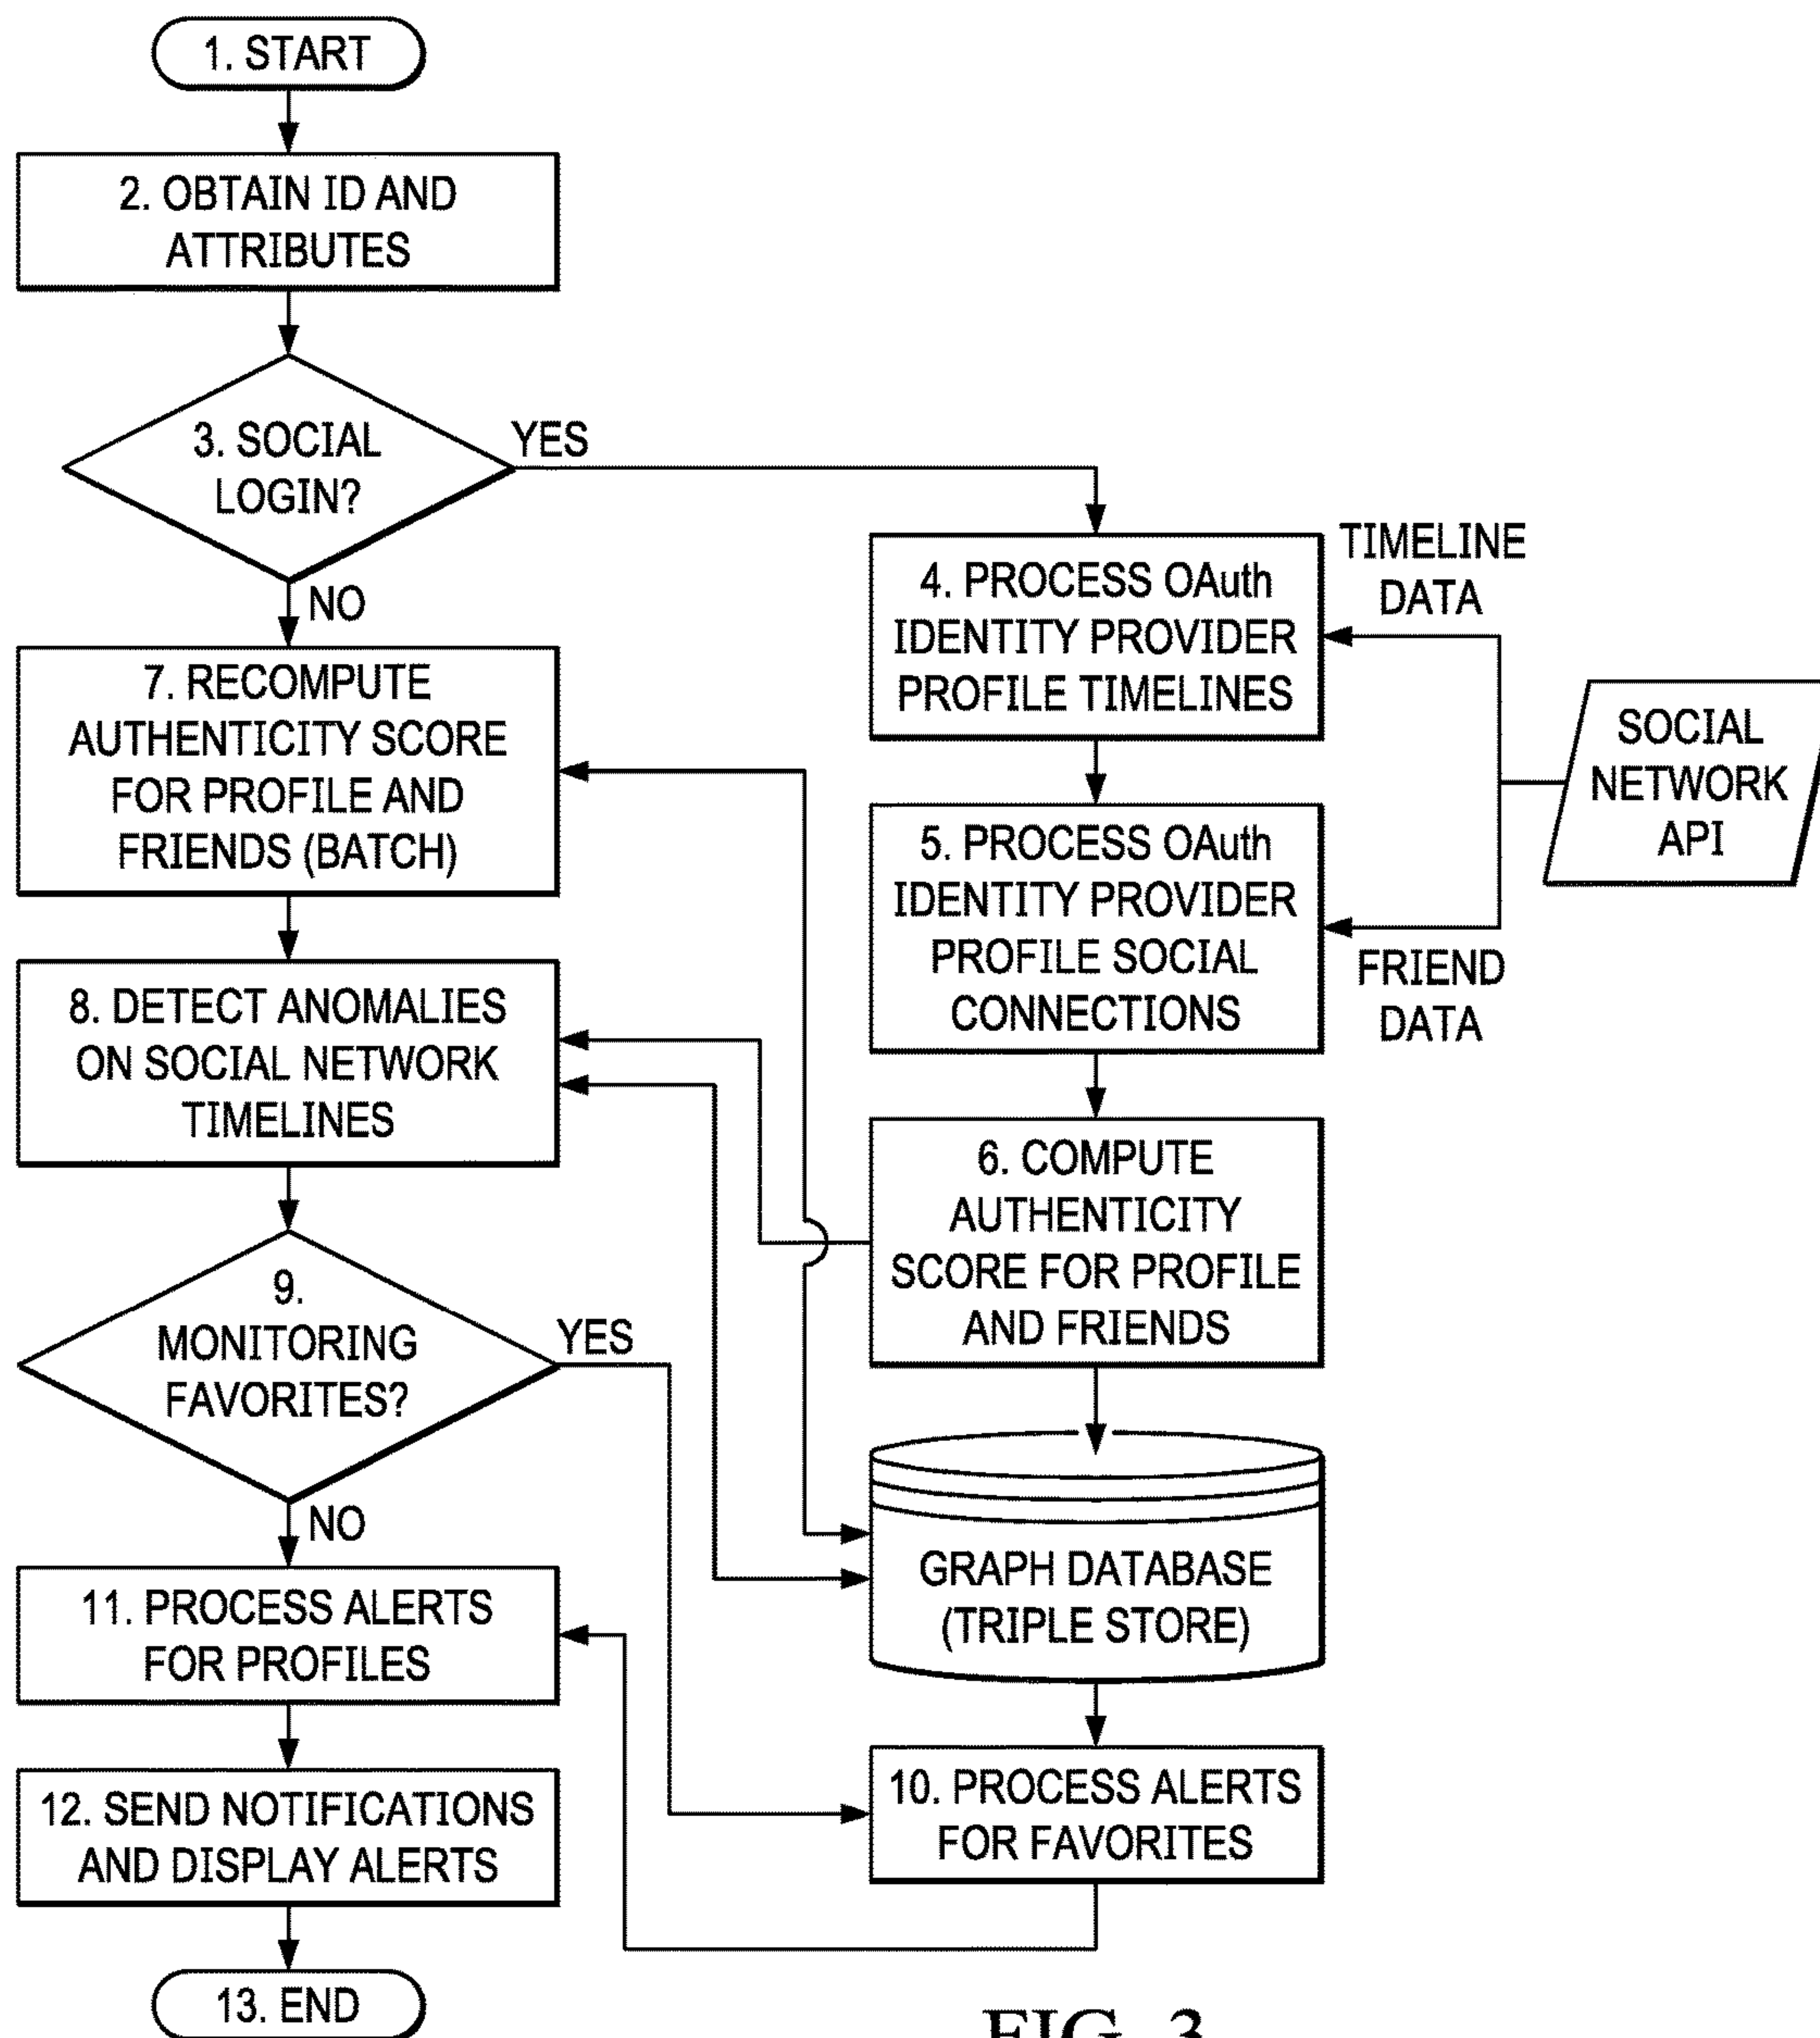 1. START
2. OBTAIN ID AND
ATTRIBUTES
3. SOCIAL
LOGIN?
YES
NO
4. PROCESS OAuth
IDENTITY PROVIDER
PROFILE TIMELINES
TIMELINE
DATA
SOCIAL
NETWORK
API
5. PROCESS OAuth
IDENTITY PROVIDER
PROFILE SOCIAL
CONNECTIONS
FRIEND
DATA
6. COMPUTE
AUTHENTICITY
SCORE FOR PROFILE
AND FRIENDS
7. RECOMPUTE
AUTHENTICITY SCORE
FOR PROFILE AND
FRIENDS (BATCH)
8. DETECT ANOMALIES
ON SOCIAL NETWORK
TIMELINES
9.
MONITORING
FAVORITES?
YES
NO
GRAPH DATABASE
(TRIPLE STORE)
10. PROCESS ALERTS
FOR FAVORITES
11. PROCESS ALERTS
FOR PROFILES
12. SEND NOTIFICATIONS
AND DISPLAY ALERTS
13. END
FIG. 3